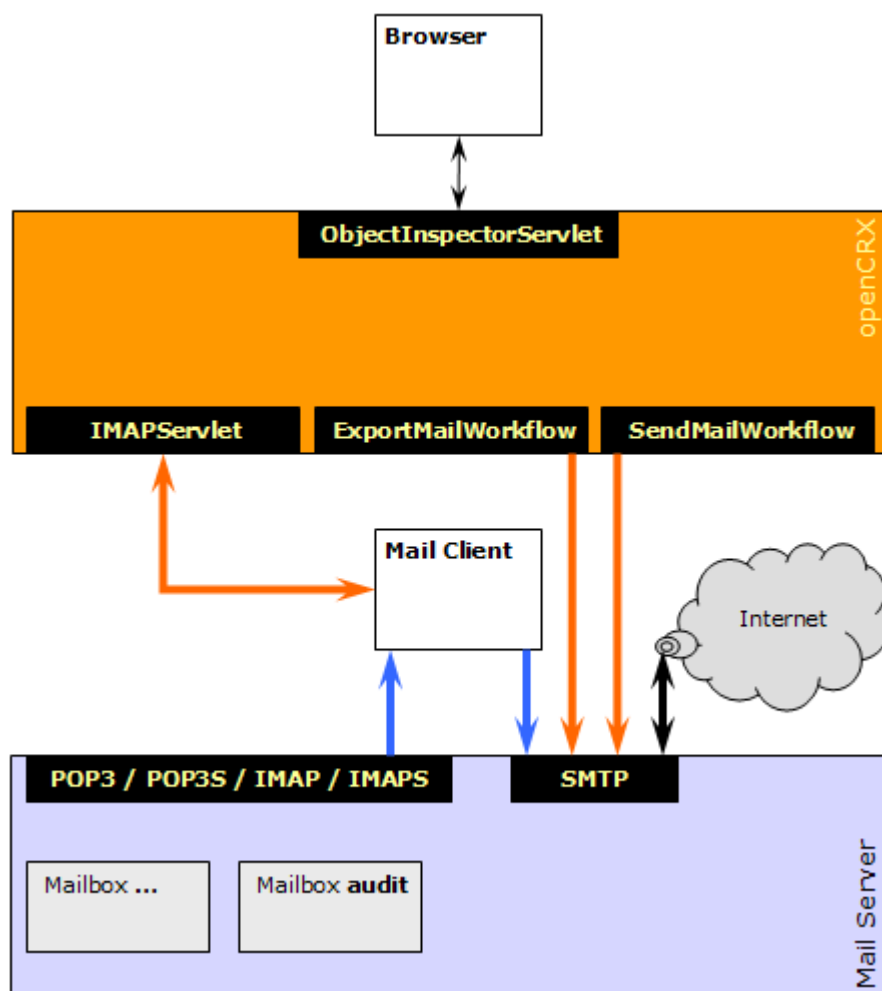 Browser
ObjectInspectorServlet
openCRX
IMAPServlet
ExportMailWorkflow
SendMailWorkflow
Mail Client
Internet
POP3 / POP3S / IMAP / IMAPS
SMTP
Mailbox ...
Mailbox audit
Mail Server